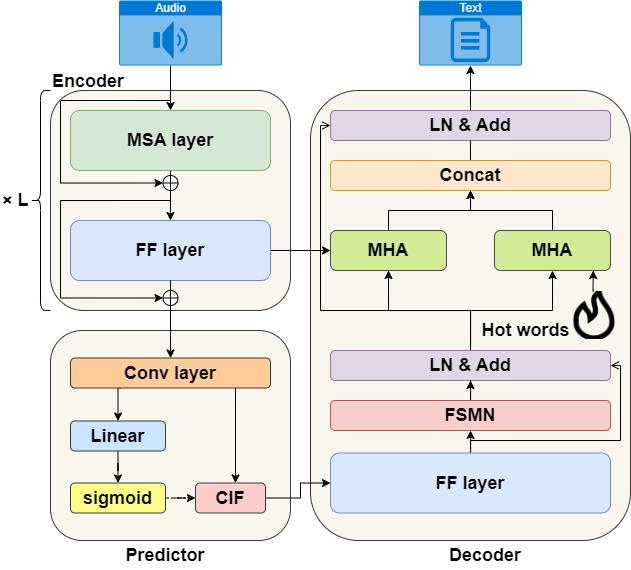 Audio
Text
Encoder
MSA layer
× L
FF layer
LN & Add
Concat
MHA
MHA
Hot words
LN & Add
FSMN
FF layer
Conv layer
Linear
sigmoid
CIF
Predictor
Decoder